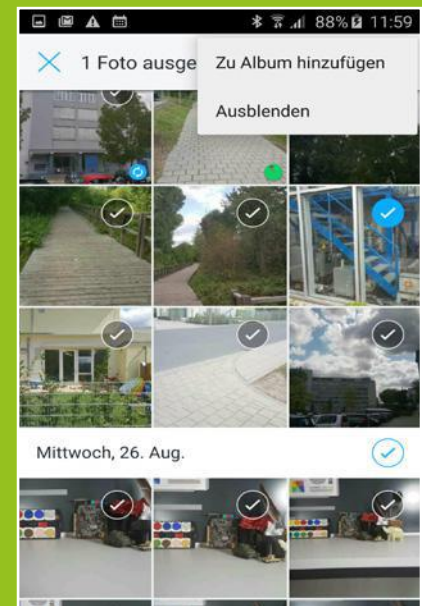 88% 11:59
1 Foto ausge
Zu Album hinzufügen
Ausblenden
Mittwoch, 26. Aug.